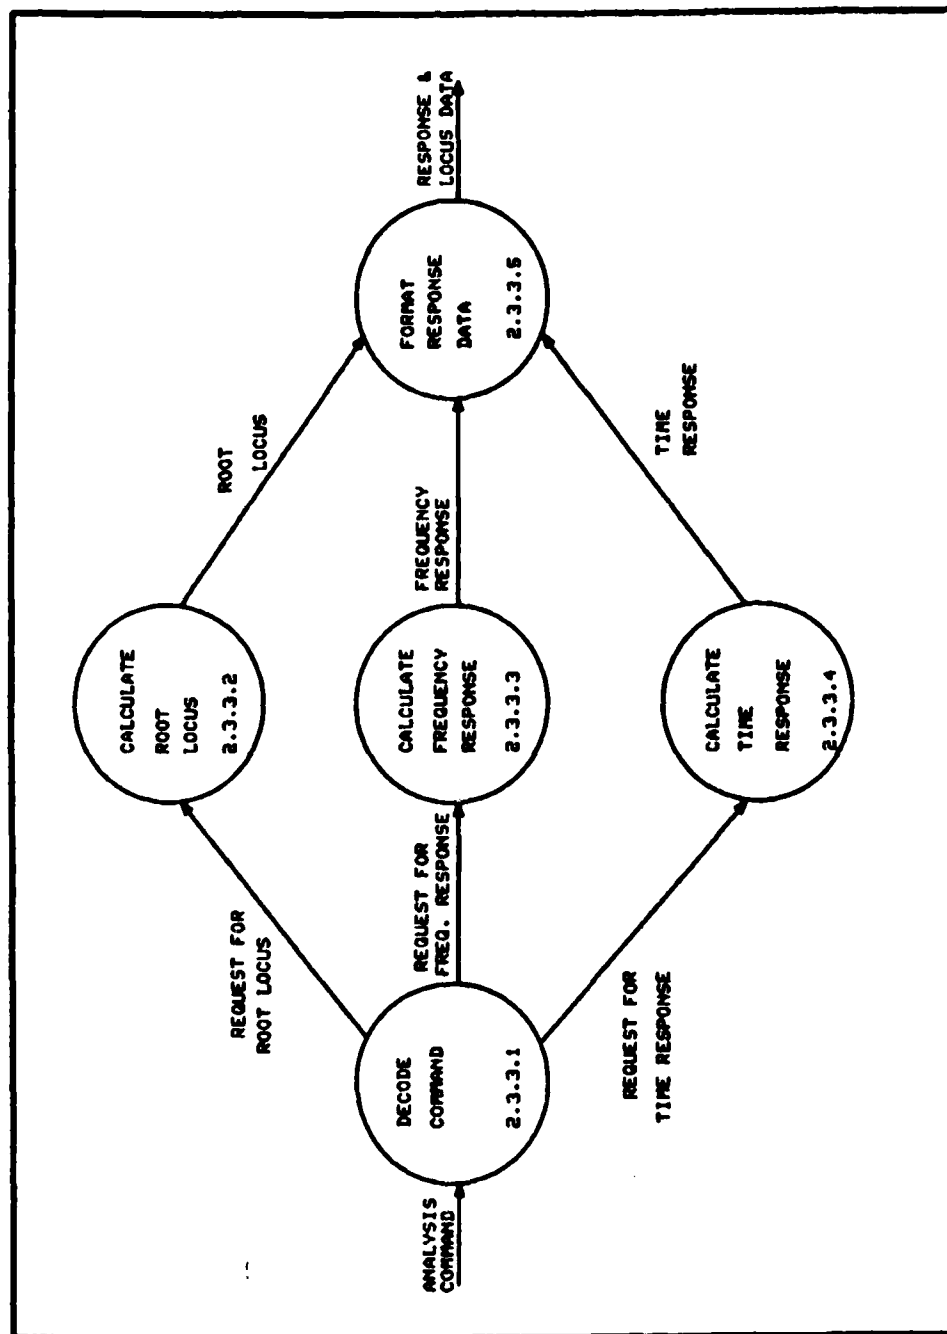 ANALYSIS
COMMAND
DECODE
COMMAND
2.3.3.1
REQUEST FOR
ROOT LOCUS
REQUEST FOR
FREQ. RESPONSE
REQUEST FOR
TIME RESPONSE
CALCULATE
ROOT
LOCUS
2.3.3.2
CALCULATE
FREQUENCY
RESPONSE
2.3.3.3
CALCULATE
TIME
RESPONSE
2.3.3.4
ROOT
LOCUS
FREQUENCY
RESPONSE
TIME
RESPONSE
FORMAT
RESPONSE
DATA
2.3.3.5
RESPONSE &
LOCUS DATA